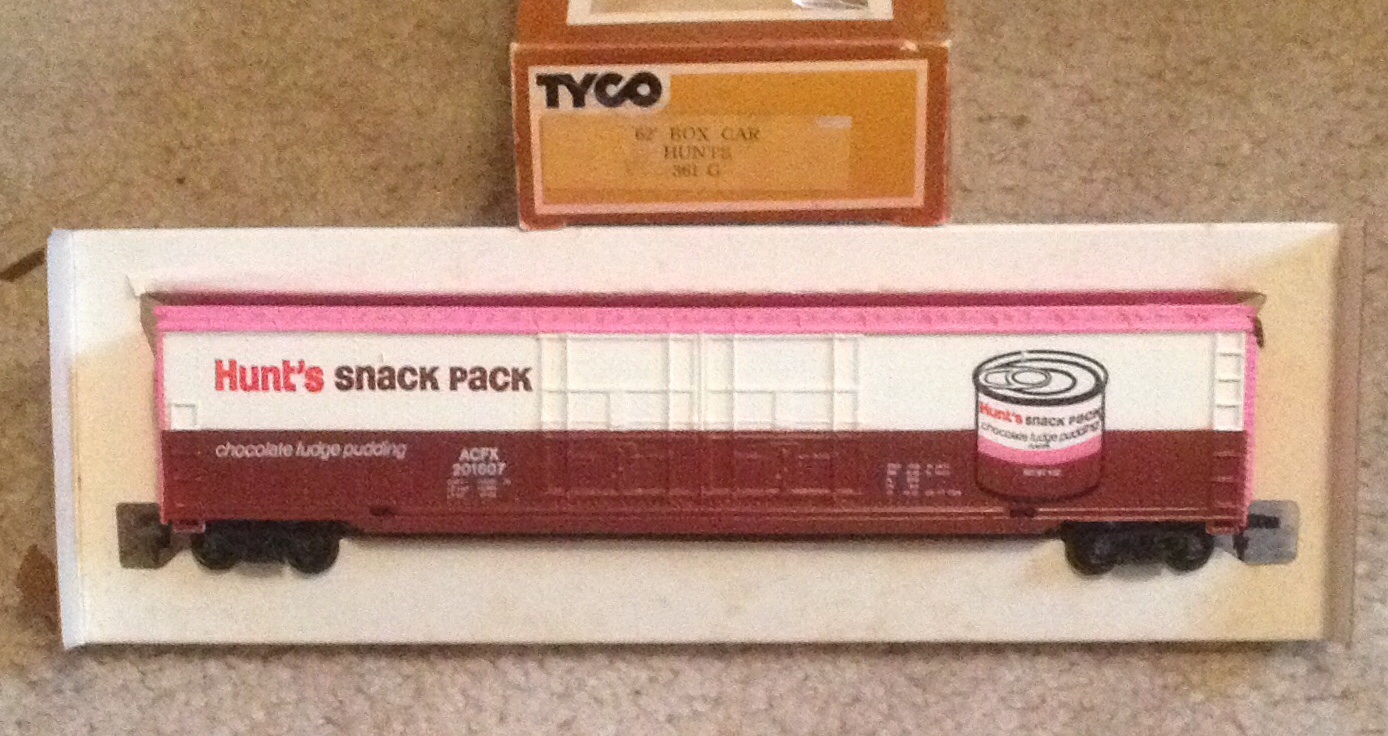 TYCO
62' BOX CAR
HUNTS
361 G
Hunt's snack pack
chocolate fudge pudding
ACFX
201607
Hunt's snack pack
chocolate fudge pudding